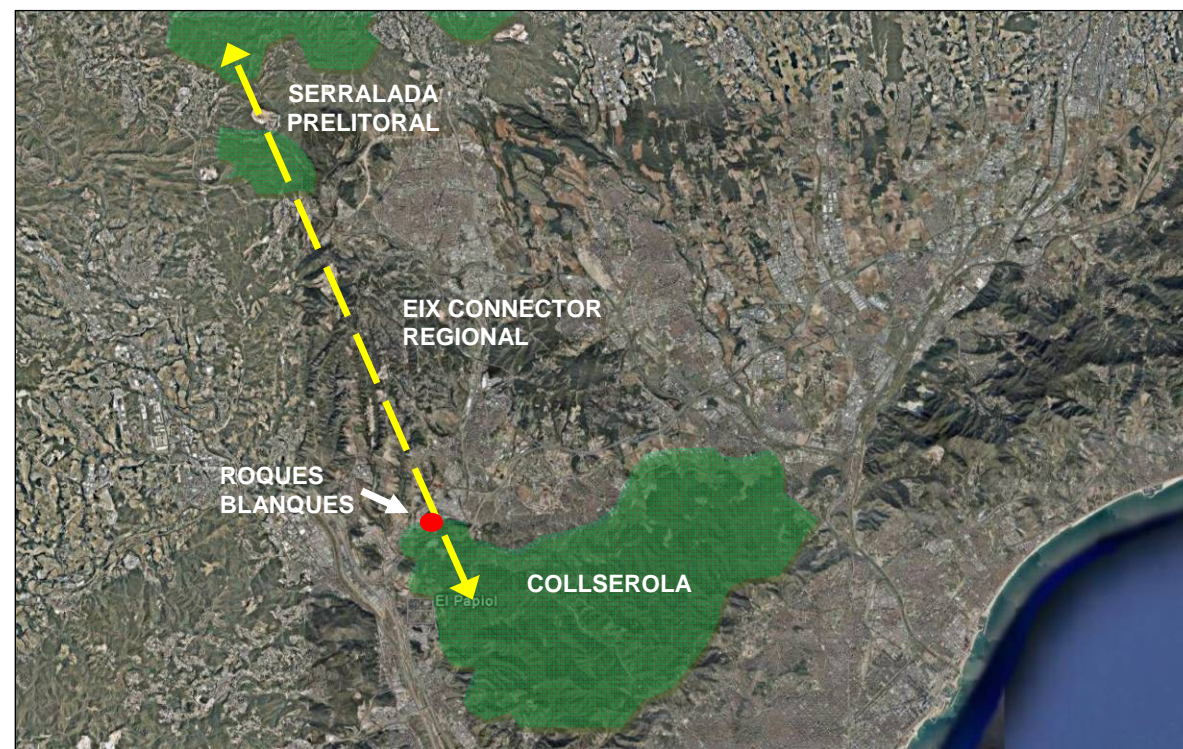 SERRALADA
PRELITORAL
EIX CONNECTOR
REGIONAL
ROQUES
BLANQUES
COLLSEROLA
El Papiol